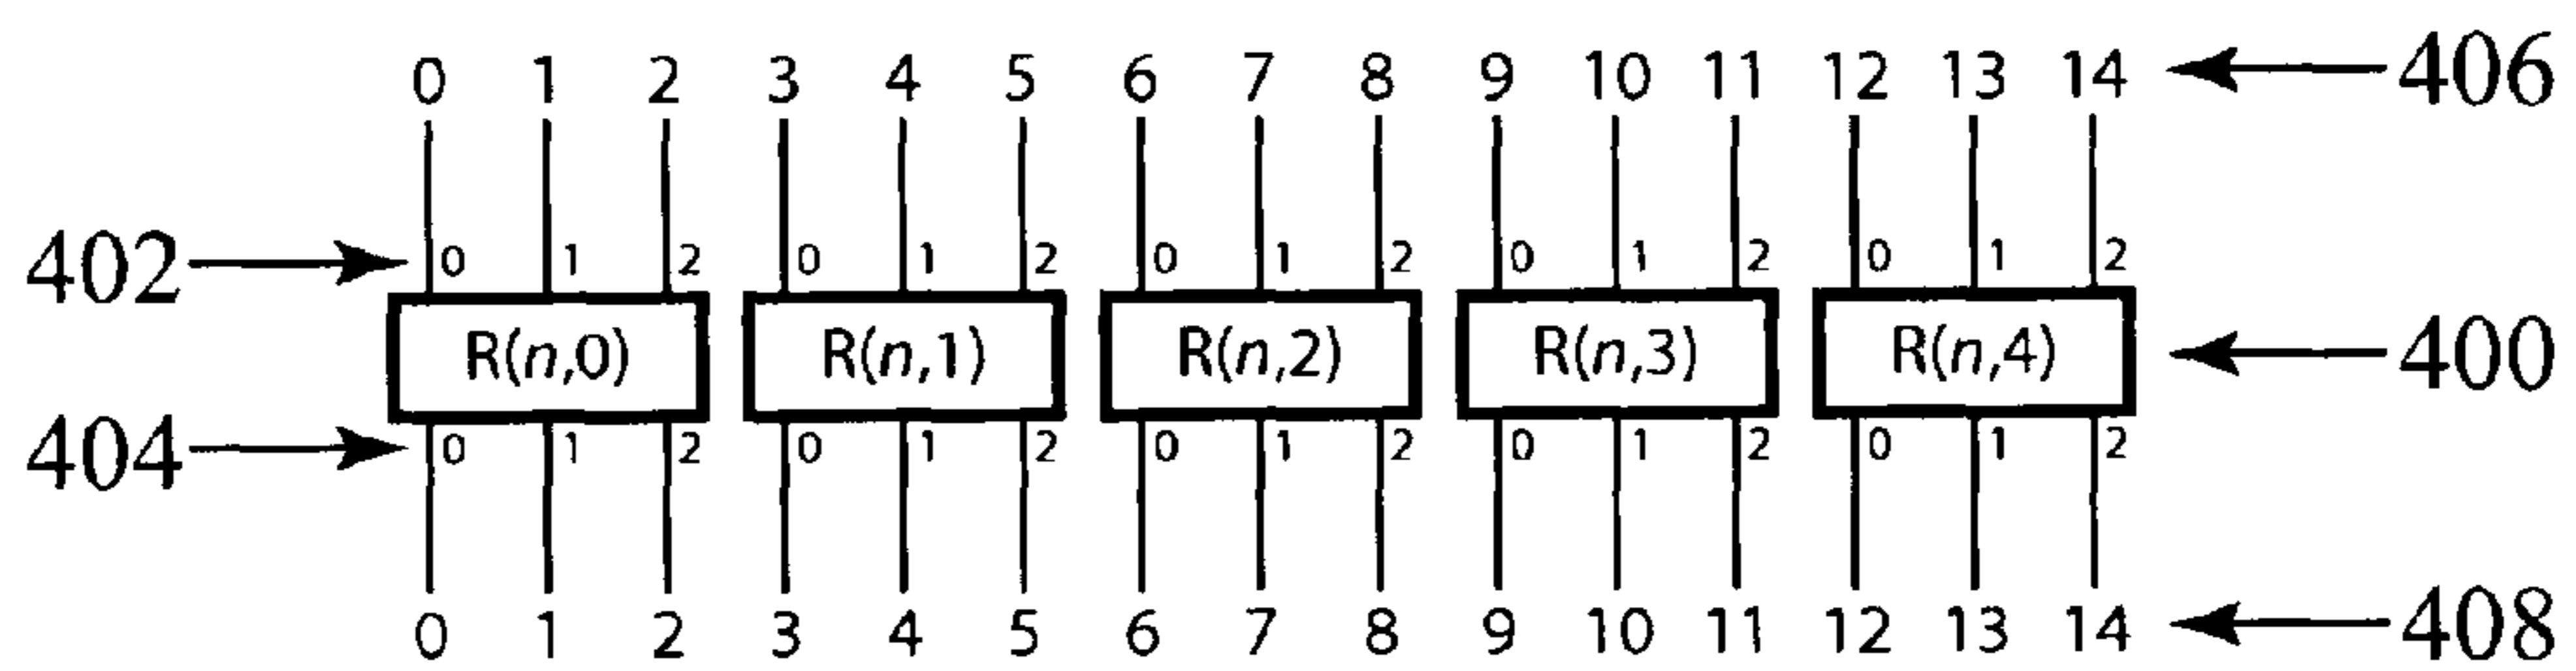 0 1 2 3 4 5 6 7 8 9 10 11 12 13 14 406
402 0 1 2 0 1 2 0 1 2 0 1 2 0 1 2
R(n,0) R(n,1) R(n,2) R(n,3) R(n,4) 400
404 0 1 2 0 1 2 0 1 2 0 1 2 0 1 2
0 1 2 3 4 5 6 7 8 9 10 11 12 13 14 408